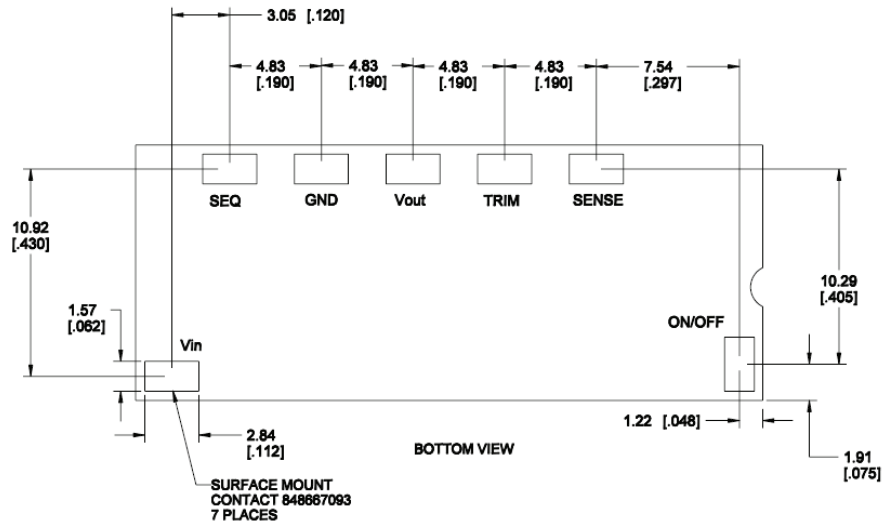 3.05 [.120]
4.83
[.190]
4.83
[.190]
4.83
[.190]
4.83
[.190]
7.54
[.297]
SEQ
GND
Vout
TRIM
SENSE
10.92
[.430]
10.29
[.405]
1.57
[.062]
Vin
ON/OFF
1.22 [.048]
2.84
[.112]
BOTTOM VIEW
1.91
[.075]
SURFACE MOUNT
CONTACT 848667093
7 PLACES